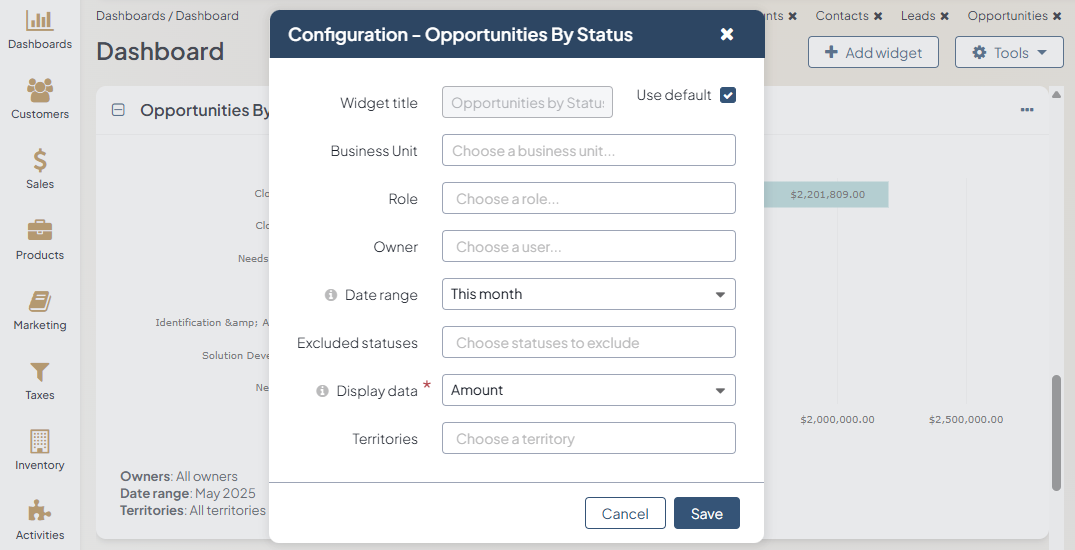 Dashboards
Customers
Sales
Products
Marketing
Taxes
Inventory
Activities
Dashboards / Dashboard
Contacts
Leads
Opportunities
Dashboard
Add widget
Tools
Opportunities By
$2,201,809.00
Needs
Identification &amp; A
Solution Deve
$2,000,000.00 $2,500,000.00
Owners: All owners
Date range: May 2025
Territories: All territories
Configuration - Opportunities By Status
Widget title Opportunities by Status Use default
Business Unit Choose a business unit...
Role Choose a role...
Owner Choose a user...
Date range This month
Excluded statuses Choose statuses to exclude
Display data * Amount
Territories Choose a territory
Cancel Save